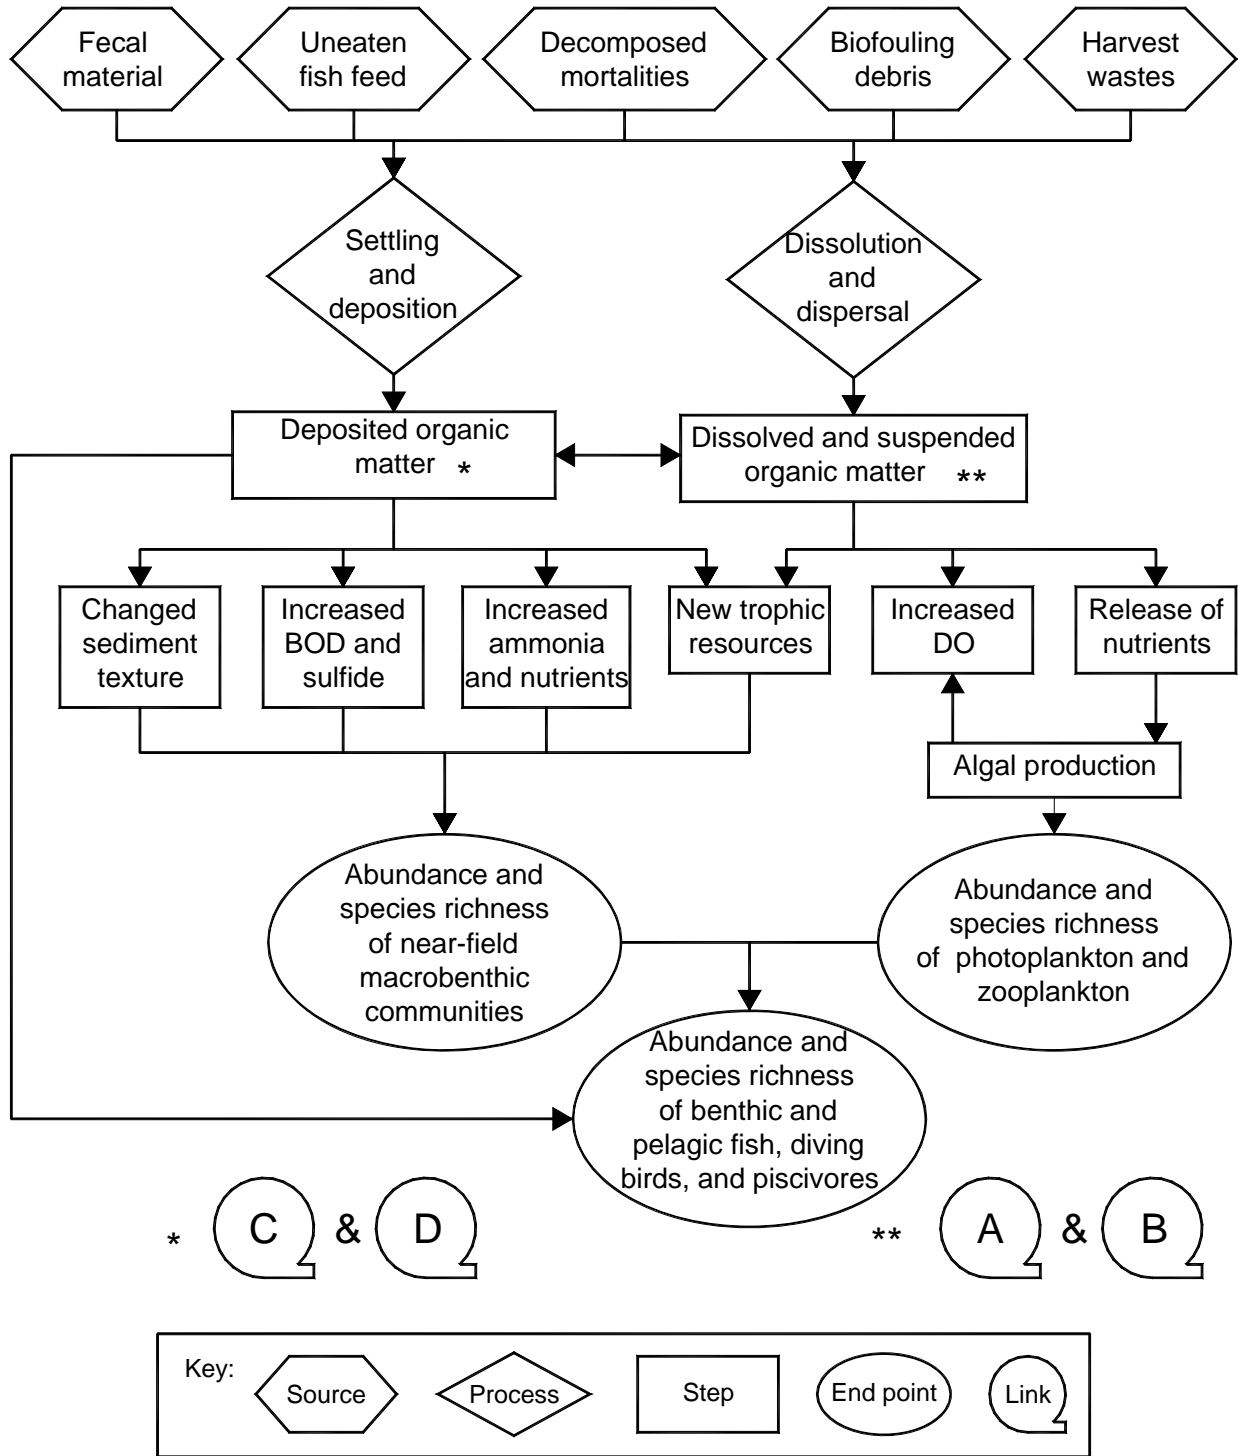 Fecal
material
Uneaten
fish feed
Decomposed
mortalities
Biofouling
debris
Harvest
wastes
Settling
and
deposition
Dissolution
and
dispersal
Deposited organic
matter *
Dissolved and suspended
organic matter **
Changed
sediment
texture
Increased
BOD and
sulfide
Increased
ammonia
and nutrients
New trophic
resources
Increased
DO
Release of
nutrients
Algal production
Abundance and
species richness
of near-field
macrobenthic
communities
Abundance and
species richness
of photoplankton and
zooplankton
Abundance and
species richness
of benthic and
pelagic fish, diving
birds, and piscivores
* C & D
** A & B
Key:
Source
Process
Step
End point
Link